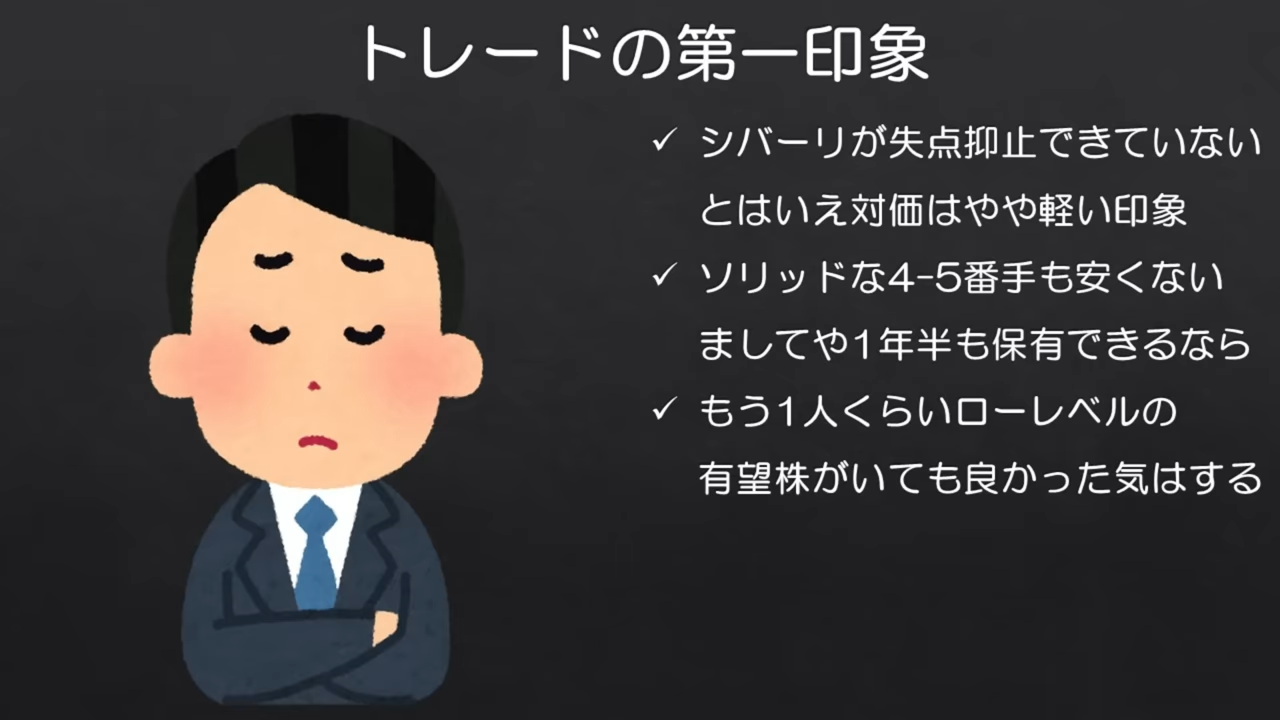 トレードの第一印象
✓ シバーリが失点抑止できていない
とはいえ対価はやや軽い印象
✓ ソリッドな4-5番手も安くない
ましてや1年半も保有できるなら
✓ もう1人くらいローレベルの
有望株がいても良かった気はする